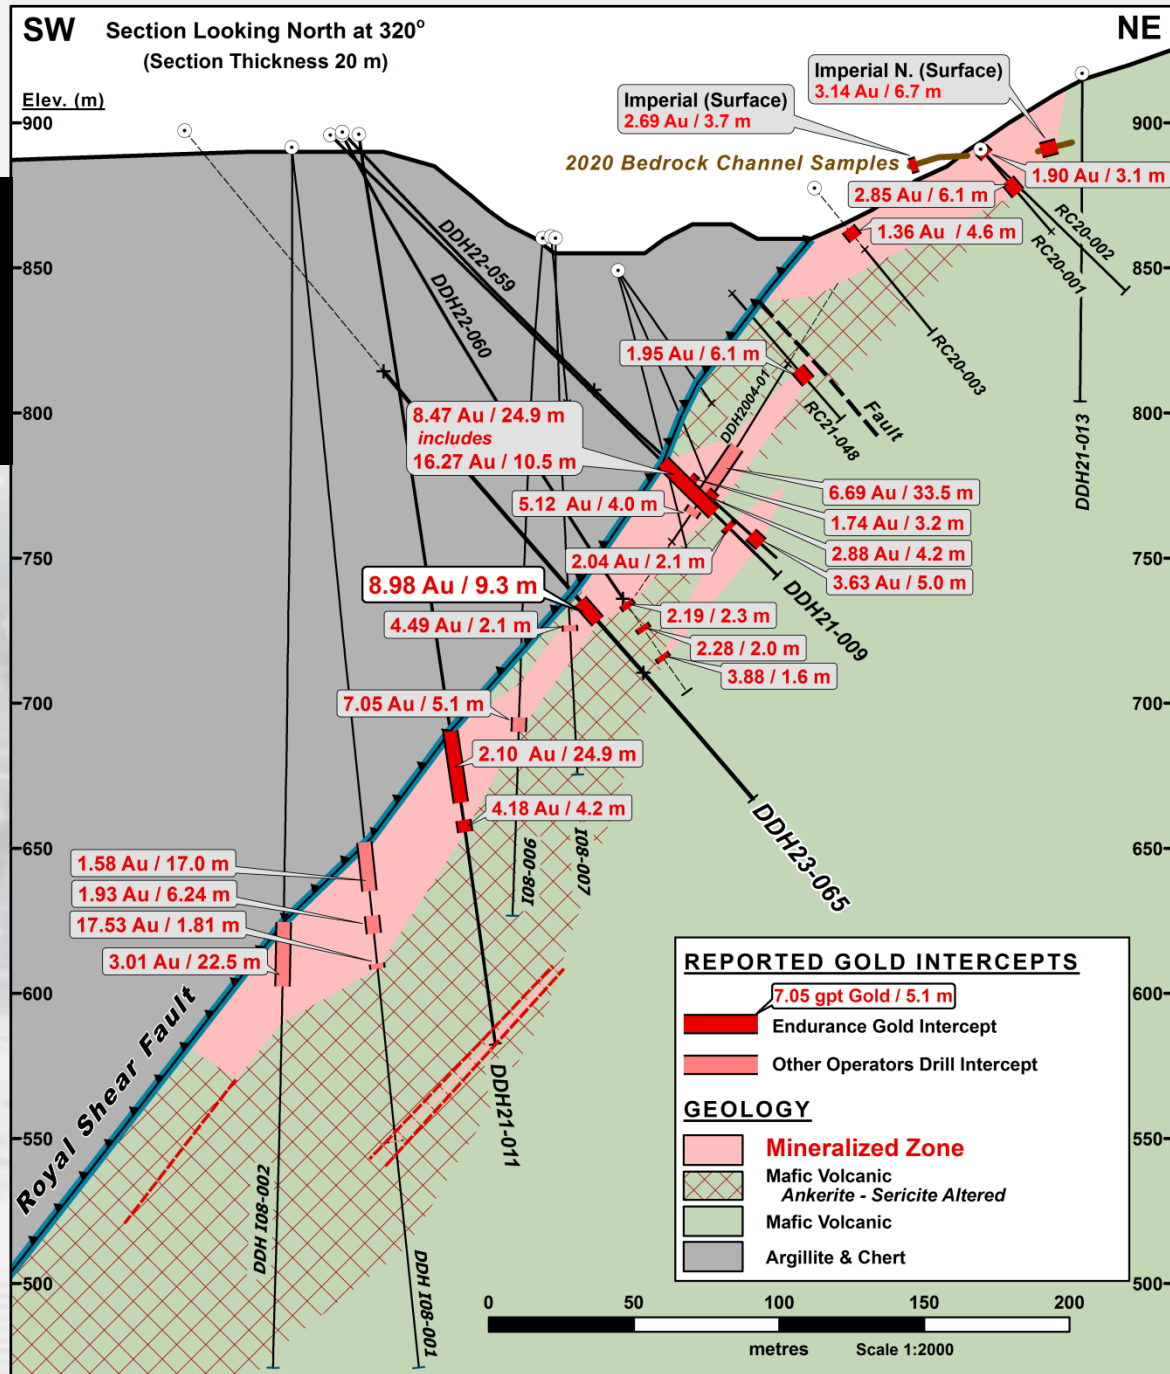 SW
Section Looking North at 320°
(Section Thickness 20 m)
NE
Elev. (m)
900
850
800
750
700
650
600
550
500
900
850
800
750
700
650
600
550
500
Imperial N. (Surface)
3.14 Au / 6.7 m
Imperial (Surface)
2.69 Au / 3.7 m
2020 Bedrock Channel Samples
1.90 Au / 3.1 m
2.85 Au / 6.1 m
1.36 Au / 4.6 m
RC20-002
RC20-001
RC20-003
DDH21-013
DDH22-059
DDH22-060
1.95 Au / 6.1 m
DDH2004-01
RC21-048
Fault
8.47 Au / 24.9 m
includes
16.27 Au / 10.5 m
6.69 Au / 33.5 m
5.12 Au / 4.0 m
1.74 Au / 3.2 m
2.88 Au / 4.2 m
2.04 Au / 2.1 m
3.63 Au / 5.0 m
8.98 Au / 9.3 m
DDH21-009
2.19 / 2.3 m
4.49 Au / 2.1 m
2.28 / 2.0 m
3.88 / 1.6 m
7.05 Au / 5.1 m
2.10 Au / 24.9 m
4.18 Au / 4.2 m
DDH23-065
I08-007
I08-006
1.58 Au / 17.0 m
1.93 Au / 6.24 m
17.53 Au / 1.81 m
3.01 Au / 22.5 m
Royal Shear Fault
DDH21-011
DDH I08-002
DDH I08-001
REPORTED GOLD INTERCEPTS
7.05 gpt Gold / 5.1 m
Endurance Gold Intercept
Other Operators Drill Intercept
GEOLOGY
Mineralized Zone
Mafic Volcanic
Ankerite - Sericite Altered
Mafic Volcanic
Argillite & Chert
0 50 100 150 200
metres Scale 1:2000